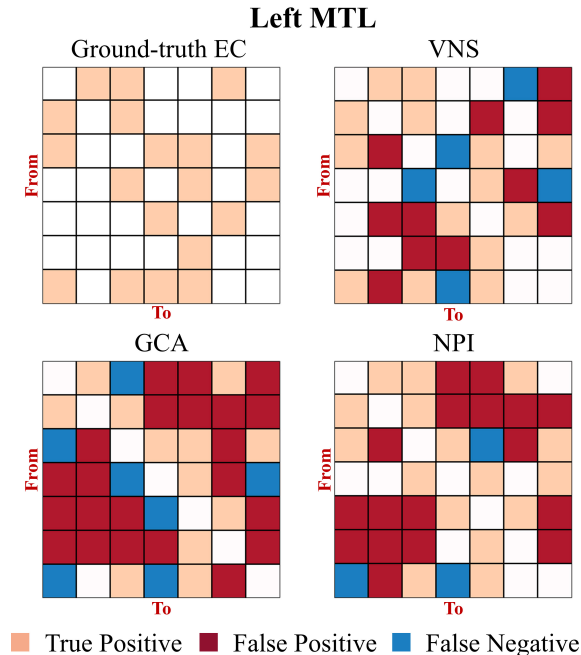 Left MTL
Ground-truth EC
VNS
From
To
To
GCA
NPI
From
From
To
To
True Positive
False Positive
False Negative